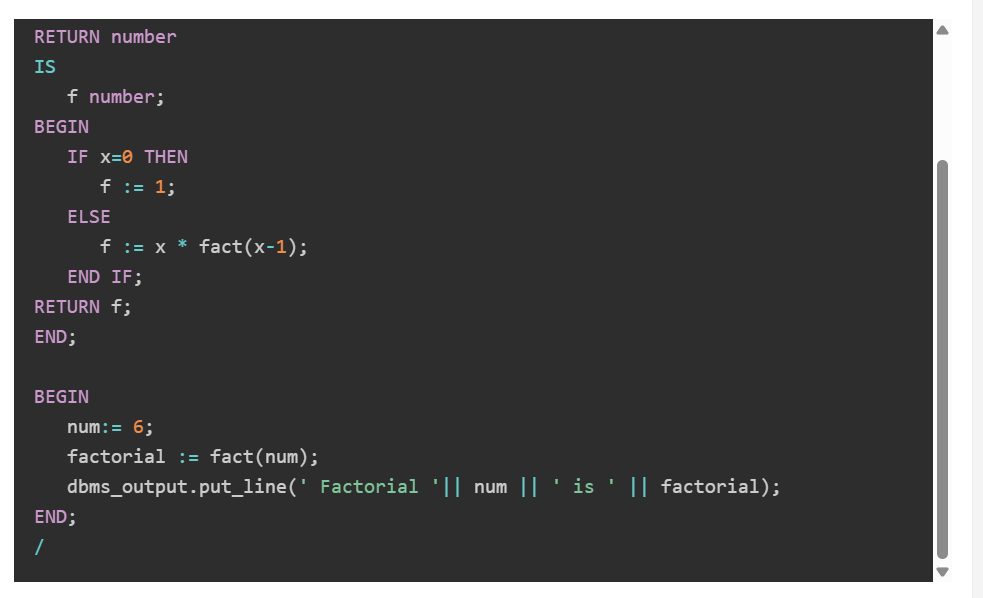 RETURN number
IS
   f number;
BEGIN
   IF x=0 THEN
      f := 1;
   ELSE
      f := x * fact(x-1);
   END IF;
RETURN f;
END;

BEGIN
   num:= 6;
   factorial := fact(num);
   dbms_output.put_line(' Factorial '|| num || ' is ' || factorial);
END;
/